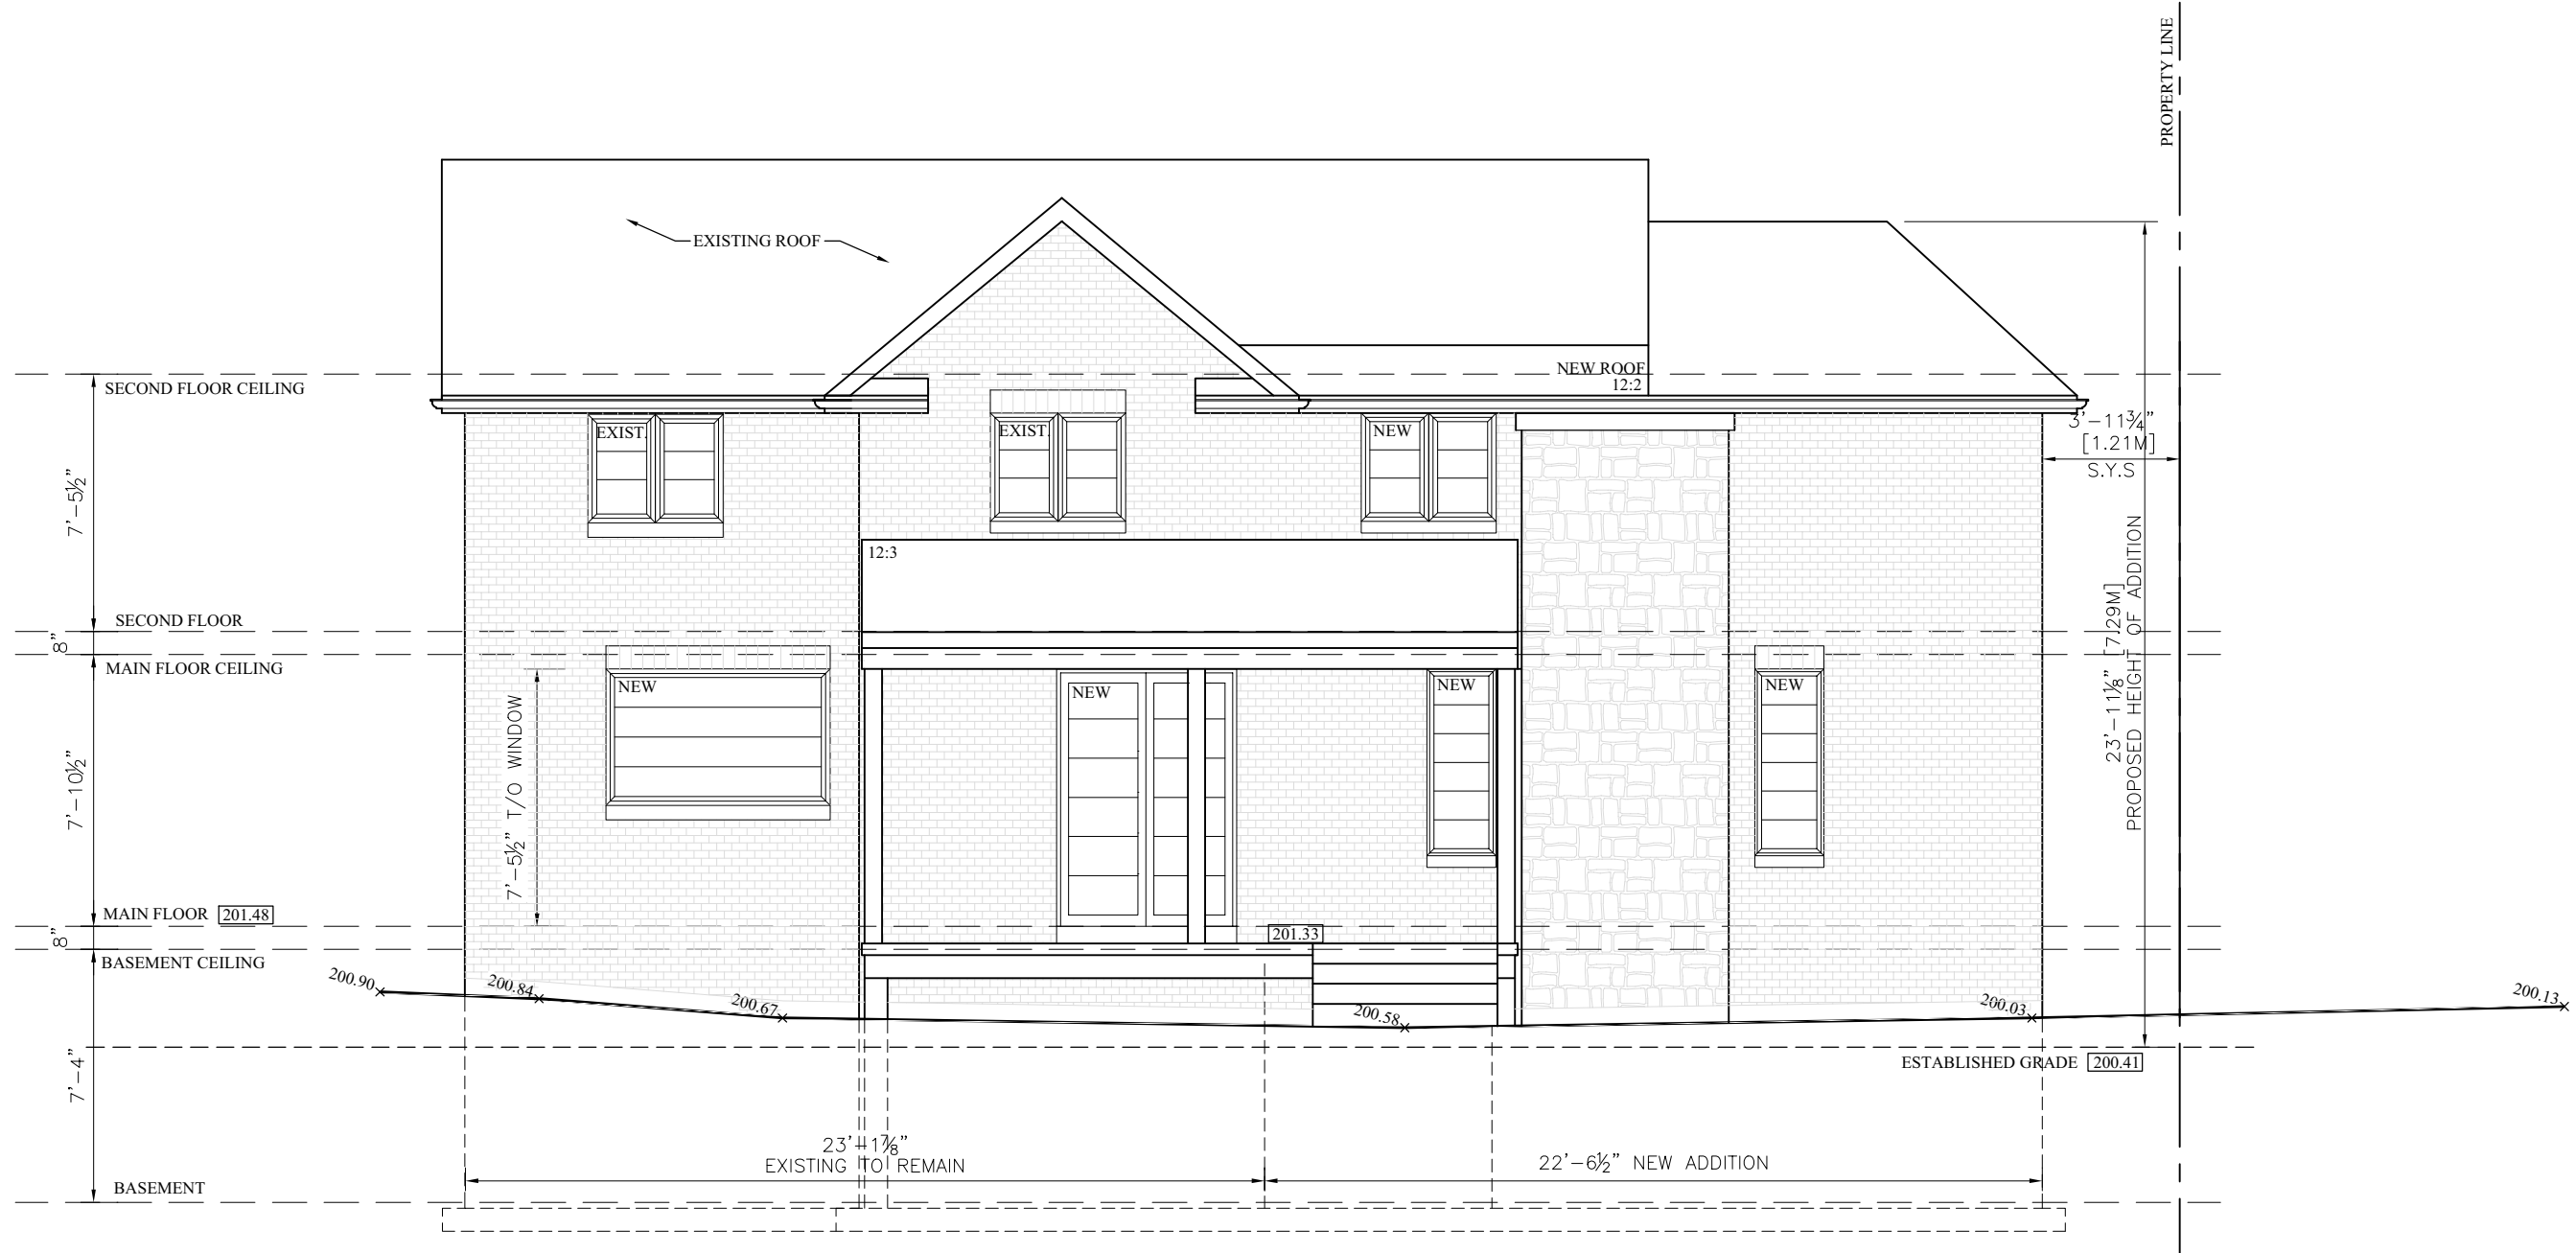 PROPERTY LINE
EXISTING ROOF
NEW ROOF
12:2
SECOND FLOOR CEILING
3'-11¾"
[1.21M]
S.Y.S
EXIST.
EXIST.
NEW
7'-5½"
12:3
23'-11⅛" [7.29M]
PROPOSED HEIGHT OF ADDITION
SECOND FLOOR
8"
MAIN FLOOR CEILING
NEW
NEW
NEW
NEW
7'-5½" T/O WINDOW
7'-10½"
MAIN FLOOR 201.48
201.33
8"
BASEMENT CEILING
200.90
200.84
200.67
200.58
200.03
200.13
ESTABLISHED GRADE 200.41
7'-4"
23'-1⅞"
EXISTING TO REMAIN
22'-6½" NEW ADDITION
BASEMENT